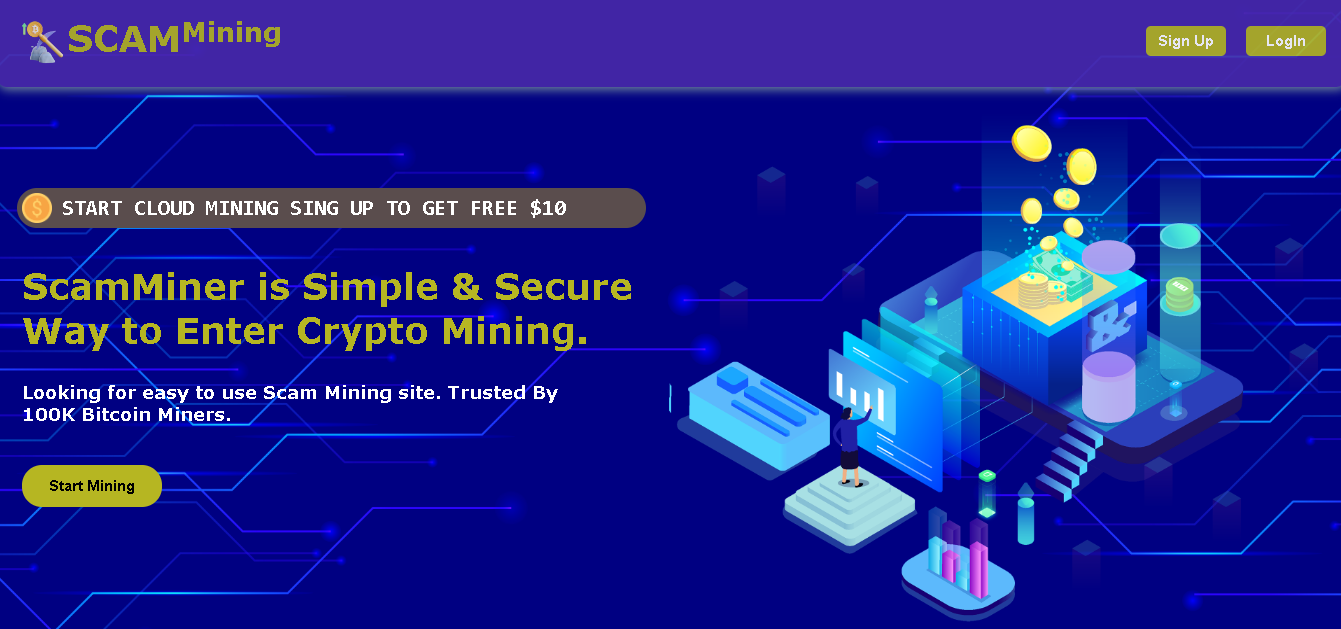 SCAMMining
Sign Up
LogIn
START CLOUD MINING SING UP TO GET FREE $10
ScamMiner is Simple & Secure
Way to Enter Crypto Mining.
Looking for easy to use Scam Mining site. Trusted By
100K Bitcoin Miners.
Start Mining